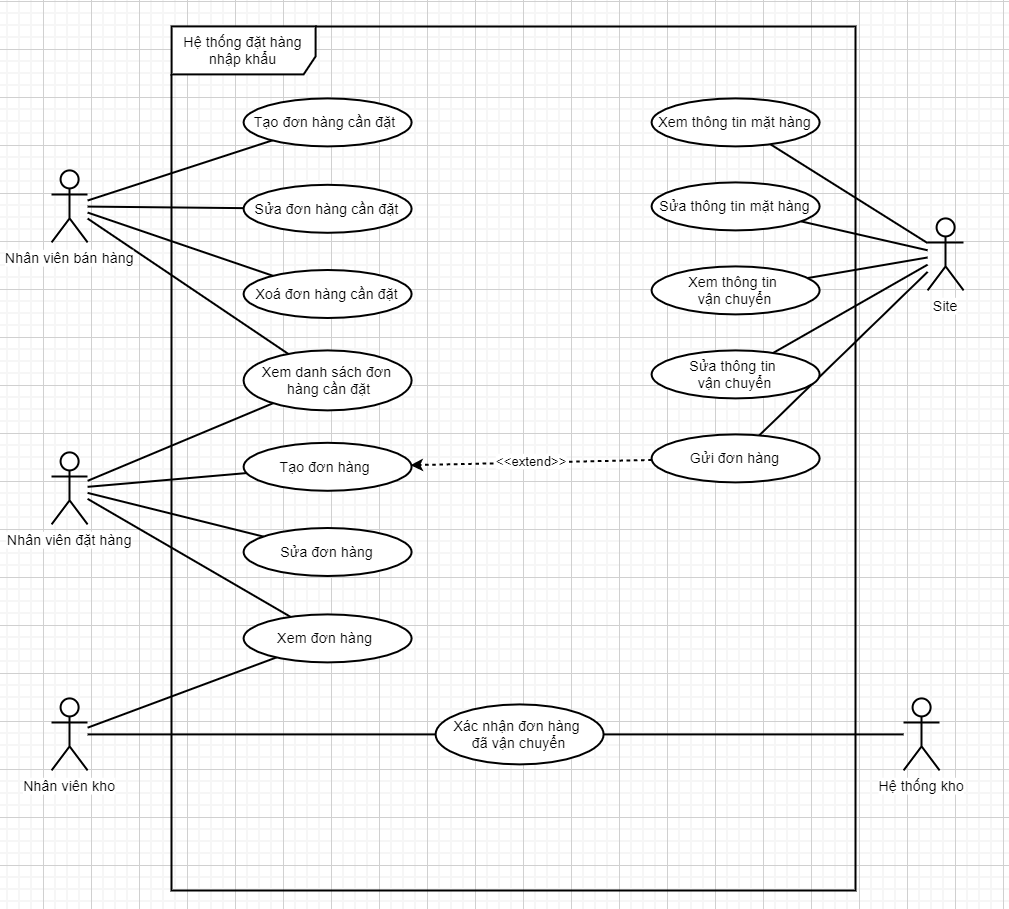 Hệ thống đặt hàng
nhập khẩu
Tạo đơn hàng cần đặt
Xem thông tin mặt hàng
Sửa đơn hàng cần đặt
Sửa thông tin mặt hàng
Nhân viên bán hàng
Xoá đơn hàng cần đặt
Xem thông tin
vận chuyển
Site
Xem danh sách đơn
hàng cần đặt
Sửa thông tin
vận chuyển
Tạo đơn hàng
<<extend>>
Gửi đơn hàng
Nhân viên đặt hàng
Sửa đơn hàng
Xem đơn hàng
Xác nhận đơn hàng
đã vận chuyển
Nhân viên kho
Hệ thống kho